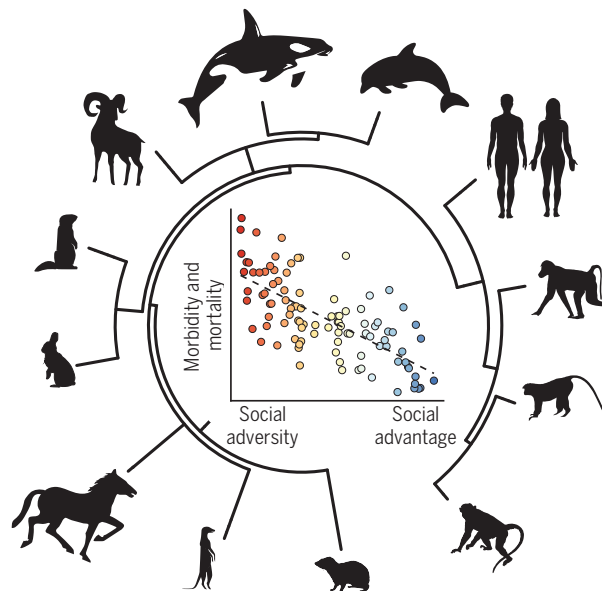 Morbidity and
mortality
Social
adversity
Social
advantage